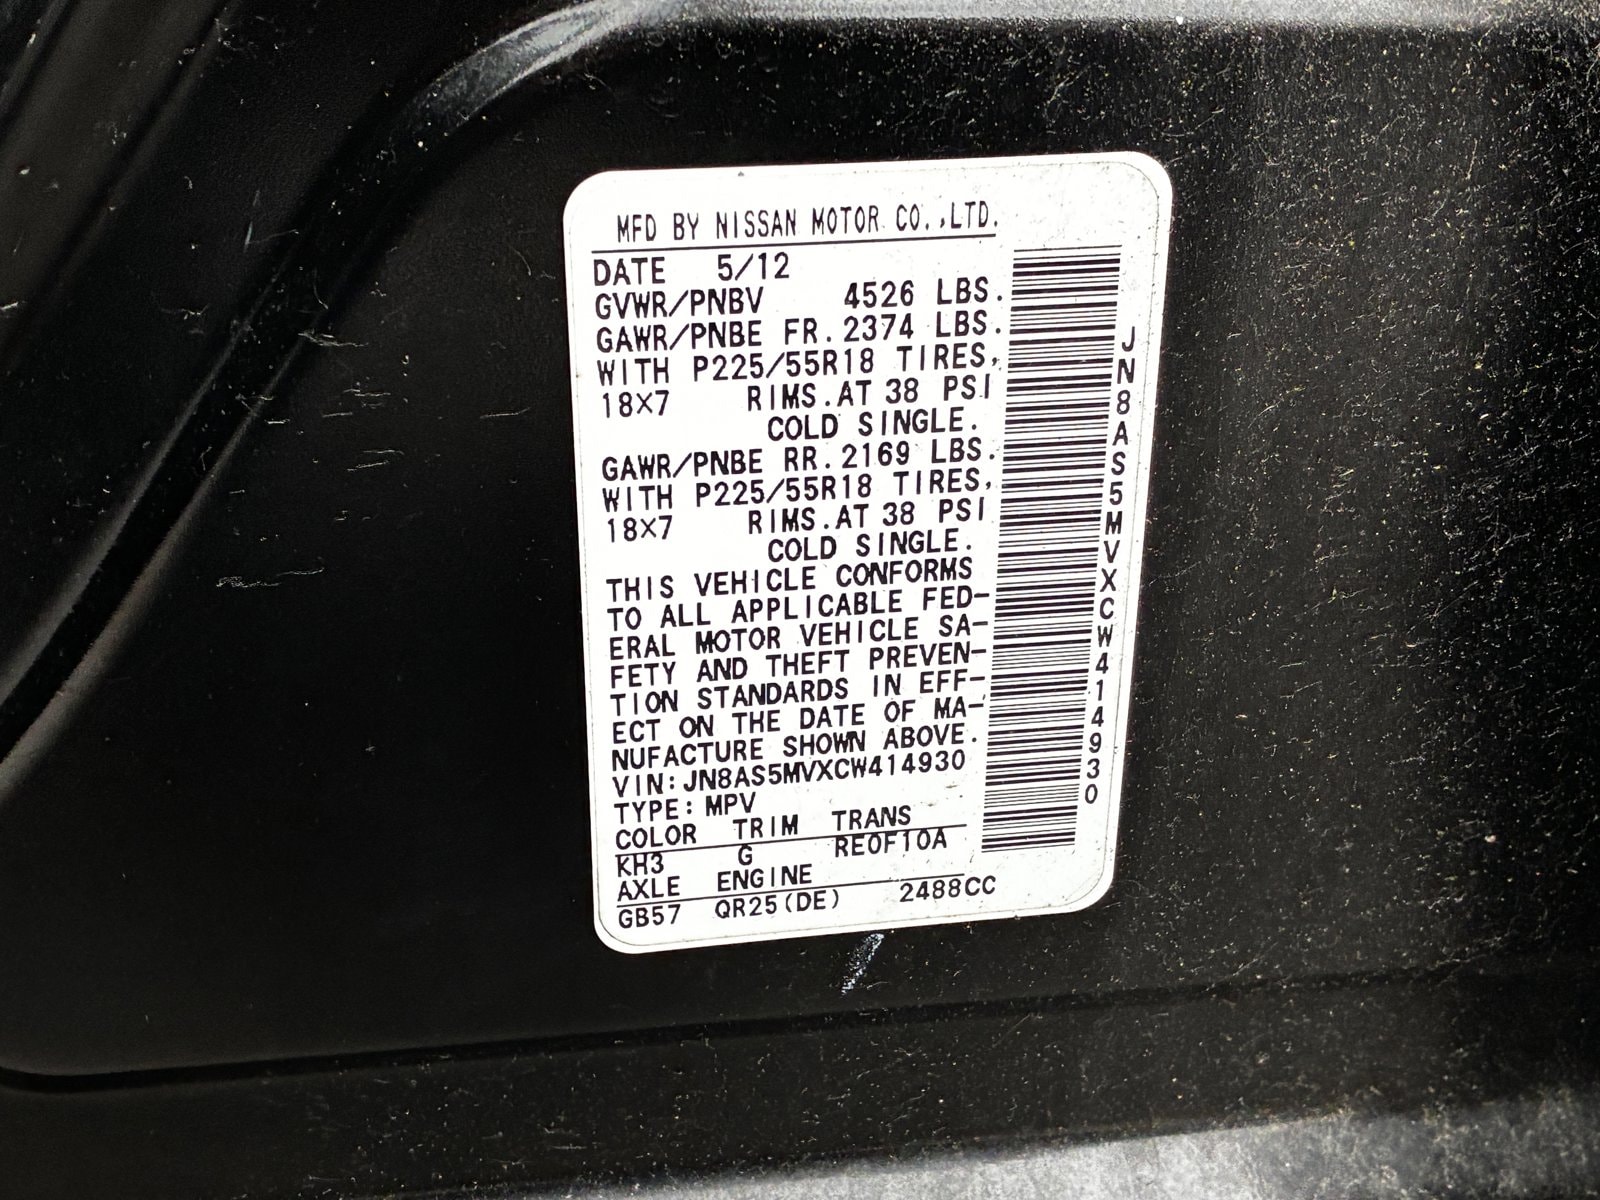 MFD BY NISSAN MOTOR CO.,LTD.
DATE 5/12
GVWR/PNBV 4526 LBS.
GAWR/PNBE FR. 2374 LBS.
WITH P225/55R18 TIRES,
18×7 RIMS.AT 38 PSI
COLD SINGLE.
GAWR/PNBE RR. 2169 LBS.
WITH P225/55R18 TIRES,
18×7 RIMS.AT 38 PSI
COLD SINGLE.
THIS VEHICLE CONFORMS
TO ALL APPLICABLE FED-
ERAL MOTOR VEHICLE SA-
FETY AND THEFT PREVEN-
TION STANDARDS IN EFF-
ECT ON THE DATE OF MA-
NUFACTURE SHOWN ABOVE.
VIN:JN8AS5MVXCW414930
TYPE:MPV
COLOR TRIM TRANS
KH3 G RE0F10A
AXLE ENGINE
GB57 QR25(DE) 2488CC
JN8AS5MVXCW414930